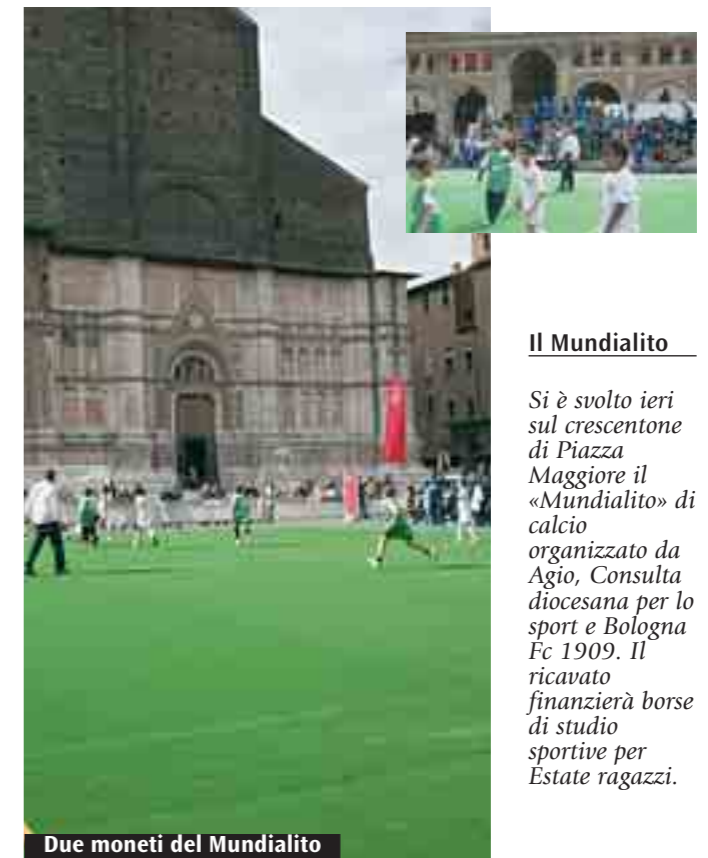 Il Mundialito
Si è svolto ieri
sul crescentone
di Piazza
Maggiore il
«Mundialito» di
calcio
organizzato da
Agio, Consulta
diocesana per lo
sport e Bologna
Fc 1909. Il
ricavato
finanzierà borse
di studio
sportive per
Estate ragazzi.
Due moneti del Mundialito